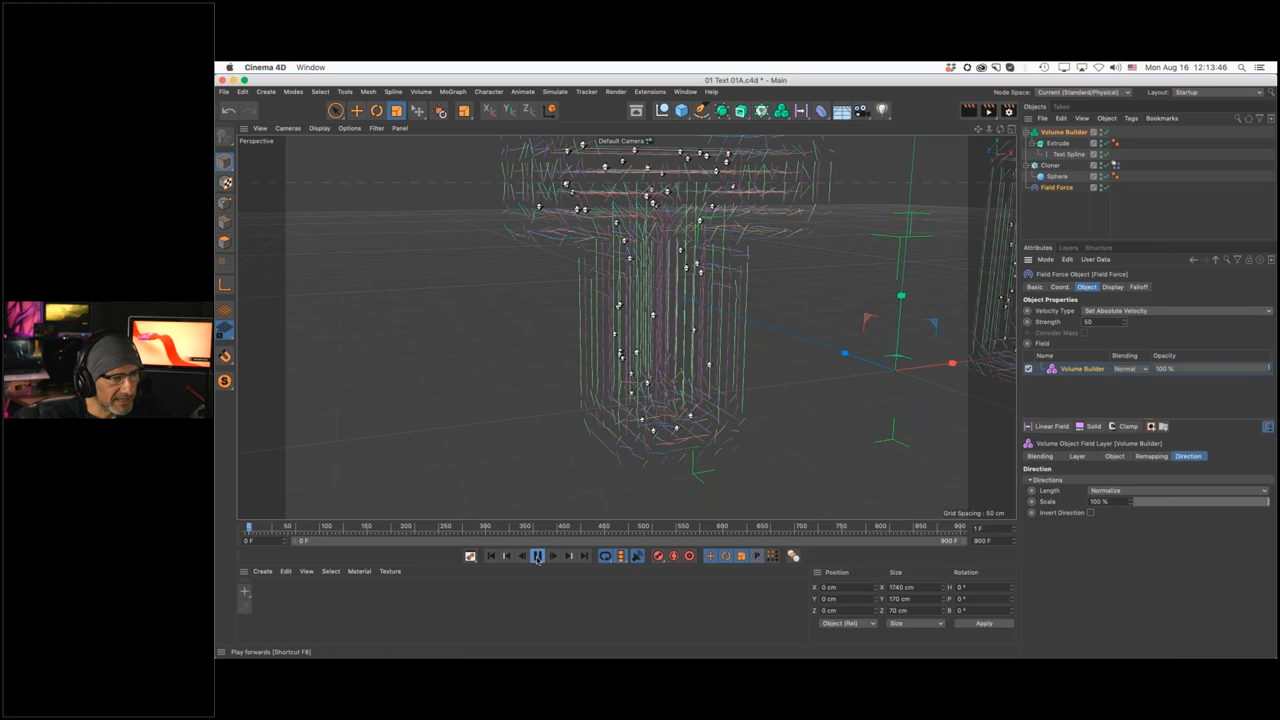 Cinema 4D Window
Mon Aug 16 12:13:46
01 Text 01A.c4d * - Main
File Edit Create Modes Select Tools Mesh Spline Volume MoGraph Character Animate Simulate Tracker Render Extensions Window Help
Node Space: Current (Standard/Physical) Layout: Startup
Objects Takes
View Cameras Display Options Filter Panel
File Edit View Object Tags Bookmarks
Perspective
Default Camera
Volume Builder
Extrude
Text Spline
Cloner
Sphere
Field Force
Attributes Layers Structure
Mode Edit User Data
Field Force Object [Field Force]
Basic Coord. Object Display Falloff
Object Properties
Velocity Type Set Absolute Velocity
Strength 50
Consider Mass
Field
Name Blending Opacity
Volume Builder Normal 100 %
Linear Field Solid Clamp
Volume Object Field Layer [Volume Builder]
Blending Layer Object Remapping Direction
Direction
Directions
Length Normalize
Scale 100 %
Invert Direction
Grid Spacing : 50 cm
0 50 100 150 200 250 300 350 400 450 500 550 600 650 700 750 800 850 900 1 F
0 F 0 F 900 F 900 F
Create Edit View Select Material Texture
Position Size Rotation
X 0 cm X 1740 cm H 0 °
Y 0 cm Y 170 cm P 0 °
Z 0 cm Z 70 cm B 0 °
Object (Rel) Size Apply
Play forwards [Shortcut F8]